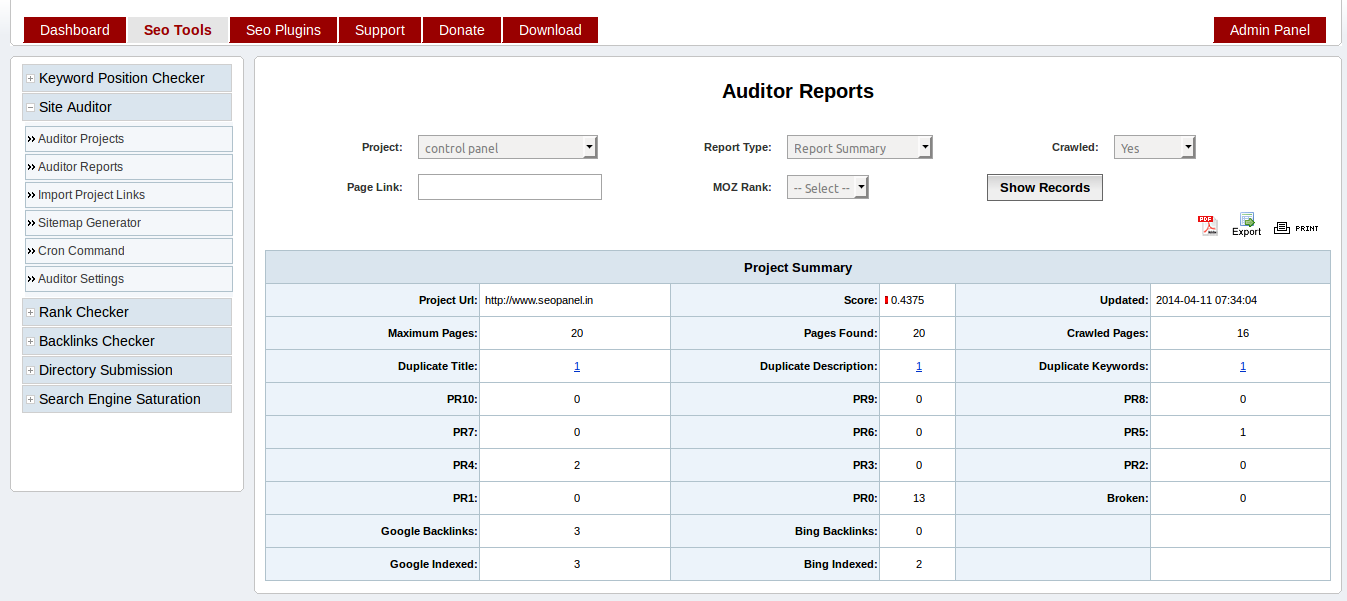 Dashboard Seo Tools Seo Plugins Support Donate Download Admin Panel
Keyword Position Checker
Site Auditor
» Auditor Projects
» Auditor Reports
» Import Project Links
» Sitemap Generator
» Cron Command
» Auditor Settings
Rank Checker
Backlinks Checker
Directory Submission
Search Engine Saturation
Auditor Reports
Project: control panel Report Type: Report Summary Crawled: Yes
Page Link: MOZ Rank: -- Select -- Show Records
PDF Adobe Export PRINT
Project Summary
Project Url: http://www.seopanel.in Score: 0.4375 Updated: 2014-04-11 07:34:04
Maximum Pages: 20 Pages Found: 20 Crawled Pages: 16
Duplicate Title: 1 Duplicate Description: 1 Duplicate Keywords: 1
PR10: 0 PR9: 0 PR8: 0
PR7: 0 PR6: 0 PR5: 1
PR4: 2 PR3: 0 PR2: 0
PR1: 0 PR0: 13 Broken: 0
Google Backlinks: 3 Bing Backlinks: 0
Google Indexed: 3 Bing Indexed: 2